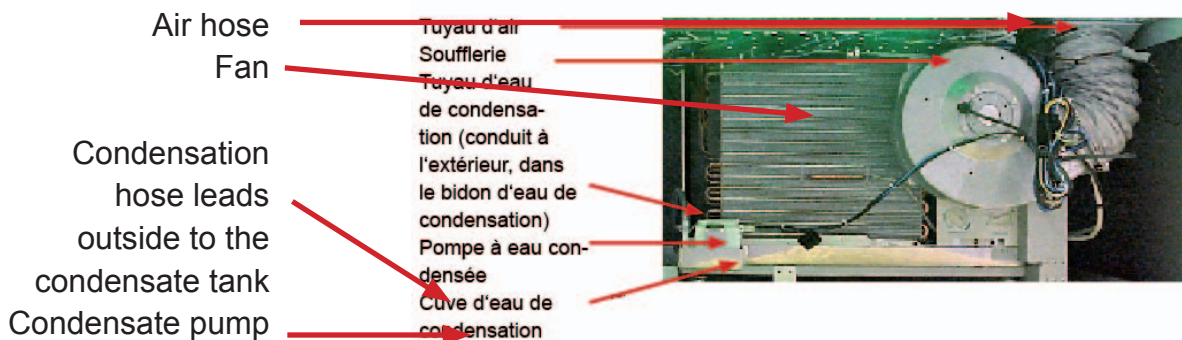 Air hose
Fan
Condensation
hose leads
outside to the
condensate tank
Condensate pump
Tuyau d'air
Soufflerie
Tuyau d'eau
de condensa-
tion (conduit à
l'extérieur, dans
le bidon d'eau de
condensation)
Pompe à eau con-
densée
Cuve d'eau de
condensation